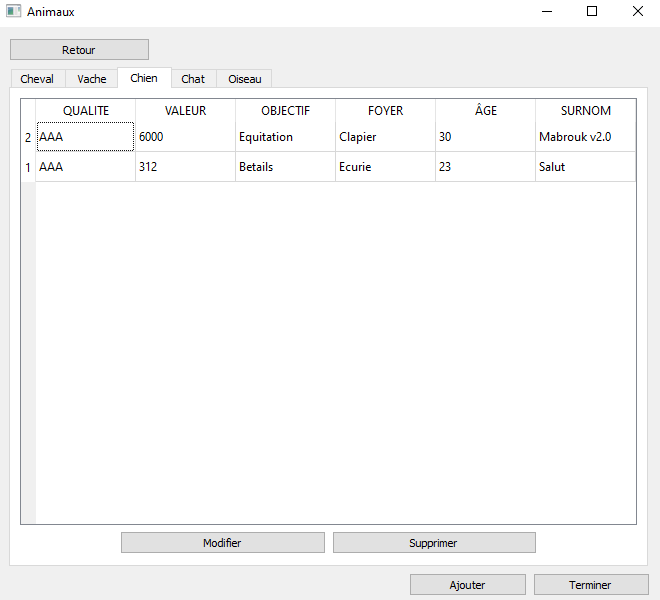 Animaux
Retour
Cheval Vache Chien Chat Oiseau
QUALITE VALEUR OBJECTIF FOYER ÂGE SURNOM
2 AAA 6000 Equitation Clapier 30 Mabrouk v2.0
1 AAA 312 Betails Ecurie 23 Salut
Modifier Supprimer
Ajouter Terminer